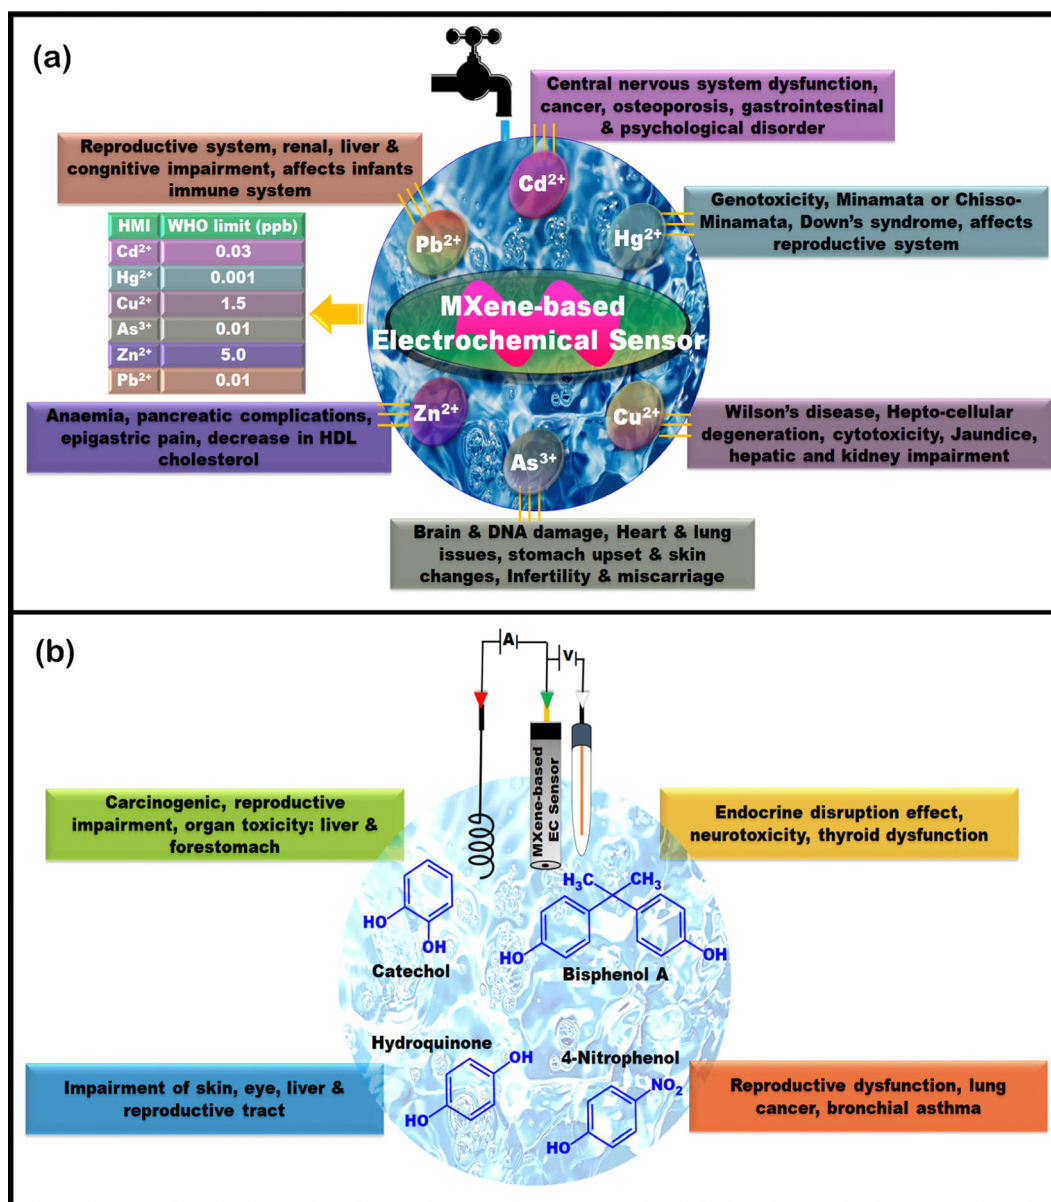 (a)
Central nervous system dysfunction,
cancer, osteoporosis, gastrointestinal
& psychological disorder
Reproductive system, renal, liver &
congnitive impairment, affects infants
immune system
Cd²⁺
Genotoxicity, Minamata or Chisso-
Minamata, Down's syndrome, affects
reproductive system
Pb²⁺
Hg²⁺
HMI WHO limit (ppb)
Cd²⁺ 0.03
Hg²⁺ 0.001
Cu²⁺ 1.5
As³⁺ 0.01
Zn²⁺ 5.0
Pb²⁺ 0.01
MXene-based
Electrochemical Sensor
Anaemia, pancreatic complications,
epigastric pain, decrease in HDL
cholesterol
Zn²⁺
Cu²⁺
Wilson's disease, Hepto-cellular
degeneration, cytotoxicity, Jaundice,
hepatic and kidney impairment
As³⁺
Brain & DNA damage, Heart & lung
issues, stomach upset & skin
changes, Infertility & miscarriage
(b)
A
V
MXene-based
EC Sensor
Carcinogenic, reproductive
impairment, organ toxicity: liver &
forestomach
Endocrine disruption effect,
neurotoxicity, thyroid dysfunction
H₃C CH₃
HO
OH
Catechol
HO
OH
Bisphenol A
Hydroquinone
OH
HO
4-Nitrophenol
NO₂
HO
Impairment of skin, eye, liver &
reproductive tract
Reproductive dysfunction, lung
cancer, bronchial asthma